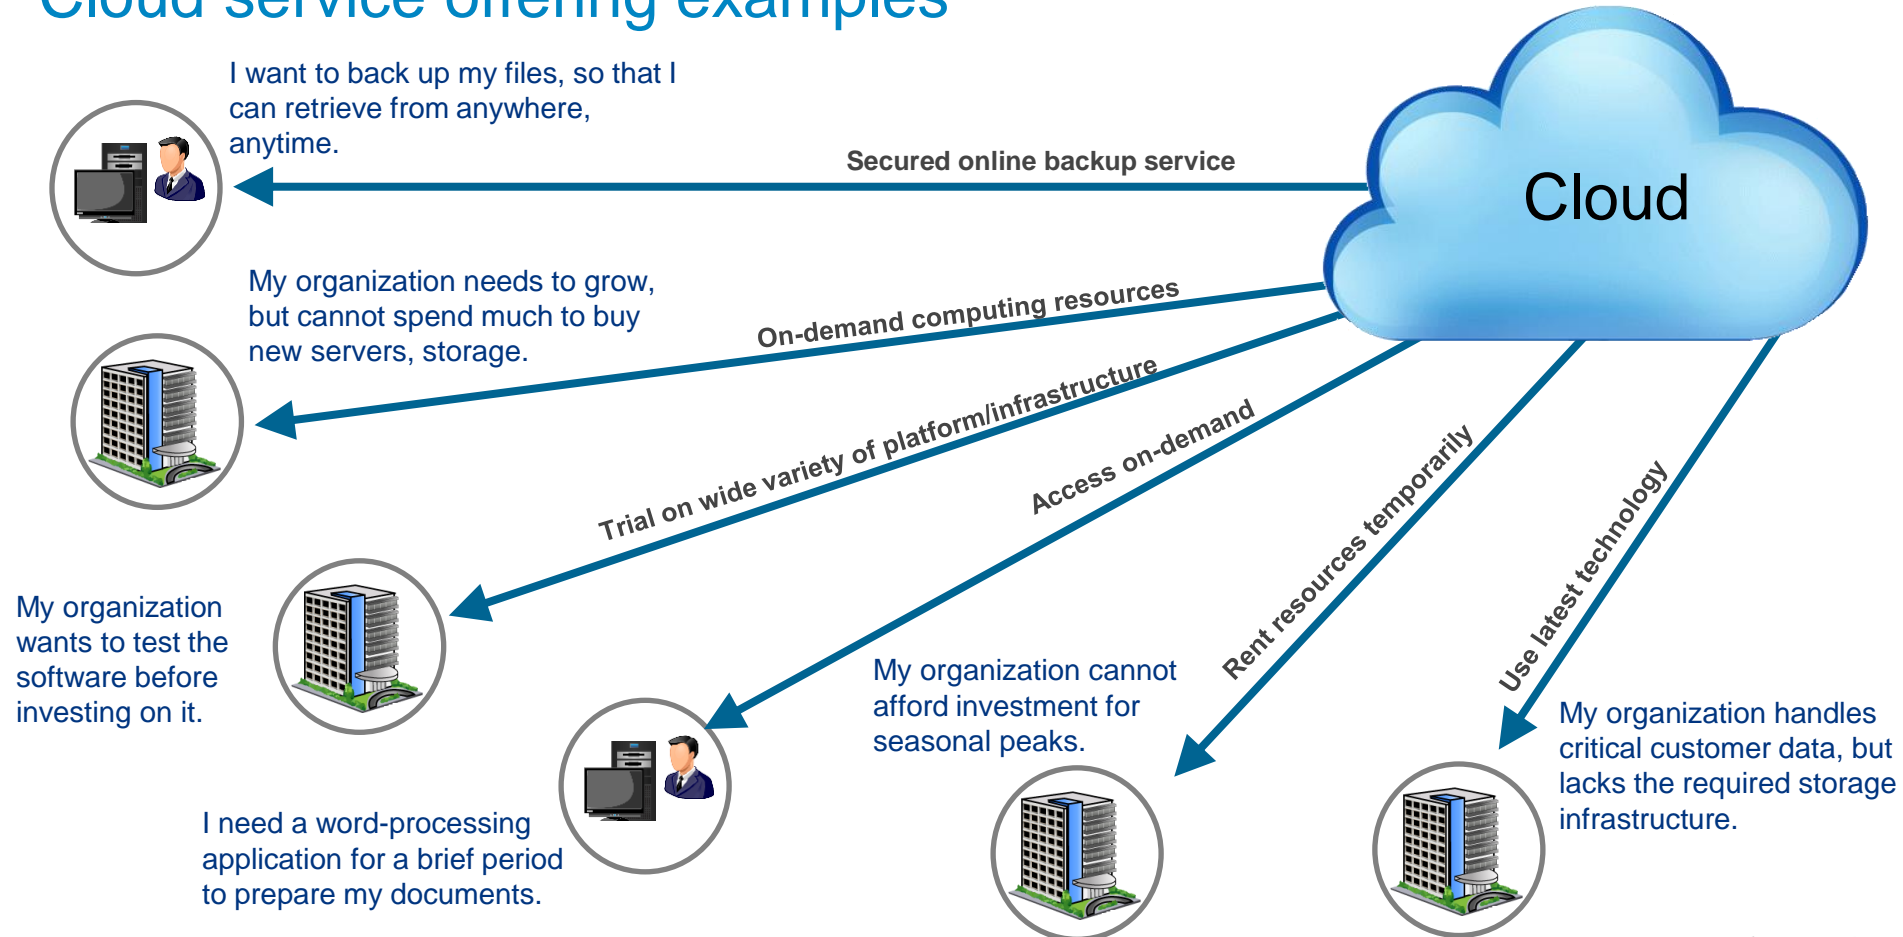 Cloud service offering examples
I want to back up my files, so that I
can retrieve from anywhere,
anytime.
Secured online backup service
Cloud
My organization needs to grow,
but cannot spend much to buy
new servers, storage.
On-demand computing resources
Trial on wide variety of platform/infrastructure
Access on-demand
Rent resources temporarily
Use latest technology
My organization
wants to test the
software before
investing on it.
I need a word-processing
application for a brief period
to prepare my documents.
My organization cannot
afford investment for
seasonal peaks.
My organization handles
critical customer data, but
lacks the required storage
infrastructure.